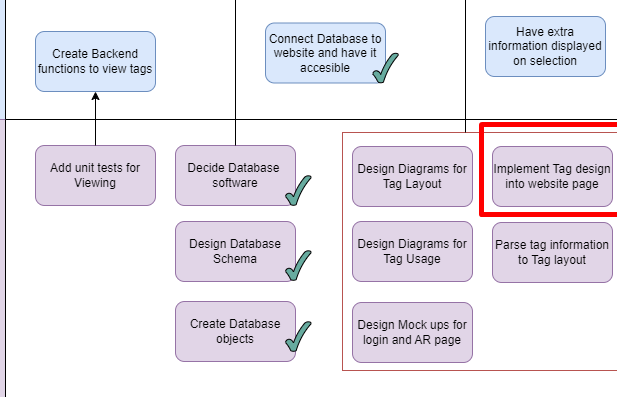 Create Backend
functions to view tags
Connect Database to
website and have it
accesible
Have extra
information displayed
on selection
Add unit tests for
Viewing
Decide Database
software
Design Diagrams for
Tag Layout
Implement Tag design
into website page
Design Database
Schema
Design Diagrams for
Tag Usage
Parse tag information
to Tag layout
Create Database
objects
Design Mock ups for
login and AR page